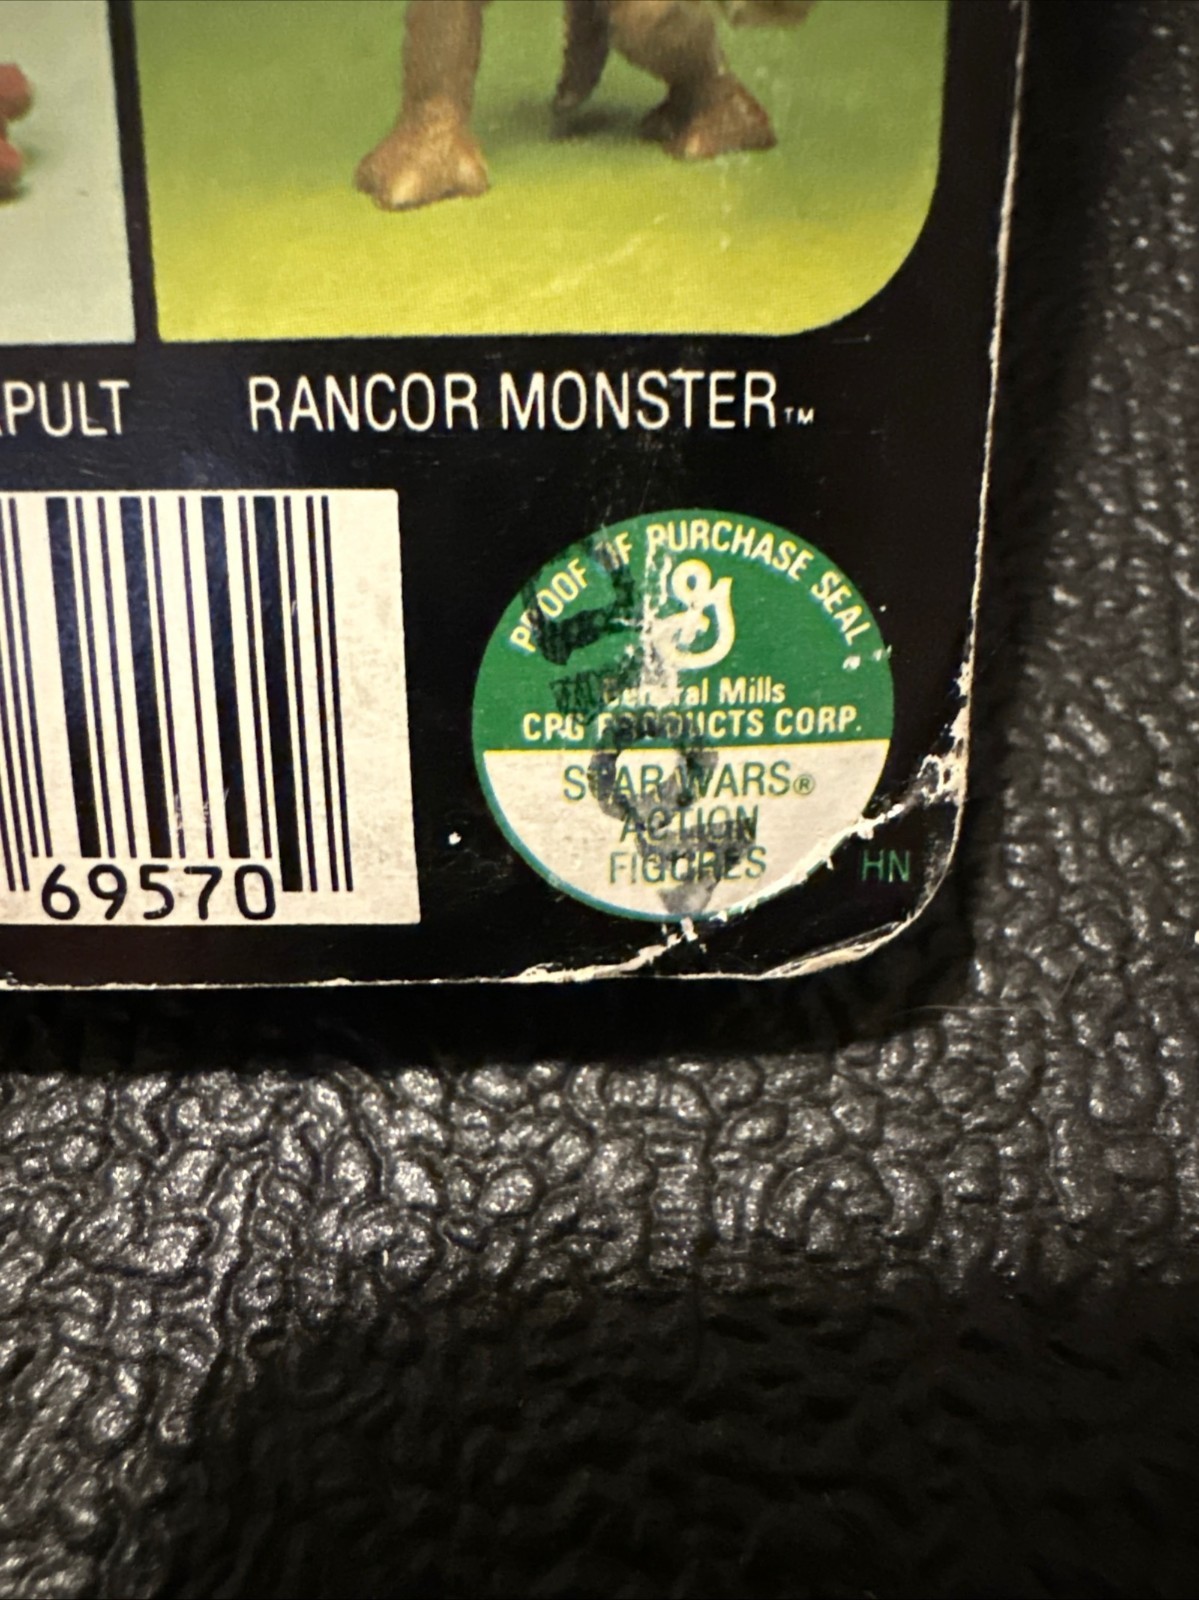 APULT
RANCOR MONSTER™
69570
PROOF OF PURCHASE SEAL
G
General Mills
CPG PRODUCTS CORP.
STAR WARS®
ACTION
FIGURES
HN